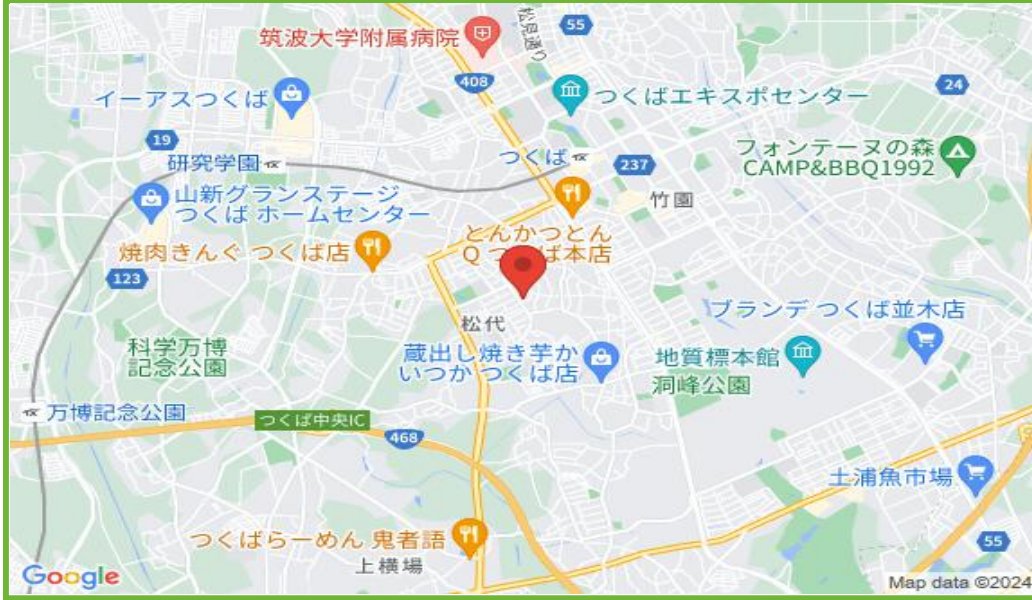 55
松見通り
筑波大学附属病院
408
24
イーアスつくば
つくばエキスポセンター
19
フォンテーヌの森
CAMP&BBQ1992
つくば
237
研究学園
山新グランステージ
つくば ホームセンター
竹園
とんかつとん
Q つくば本店
焼肉きんぐ つくば店
123
ブランデ つくば並木店
松代
科学万博
記念公園
蔵出し焼き芋か
いつか つくば店
地質標本館
洞峰公園
万博記念公園
つくば中央IC
468
土浦魚市場
つくばらーめん 鬼者語
55
上横場
Google
Map data ©2024